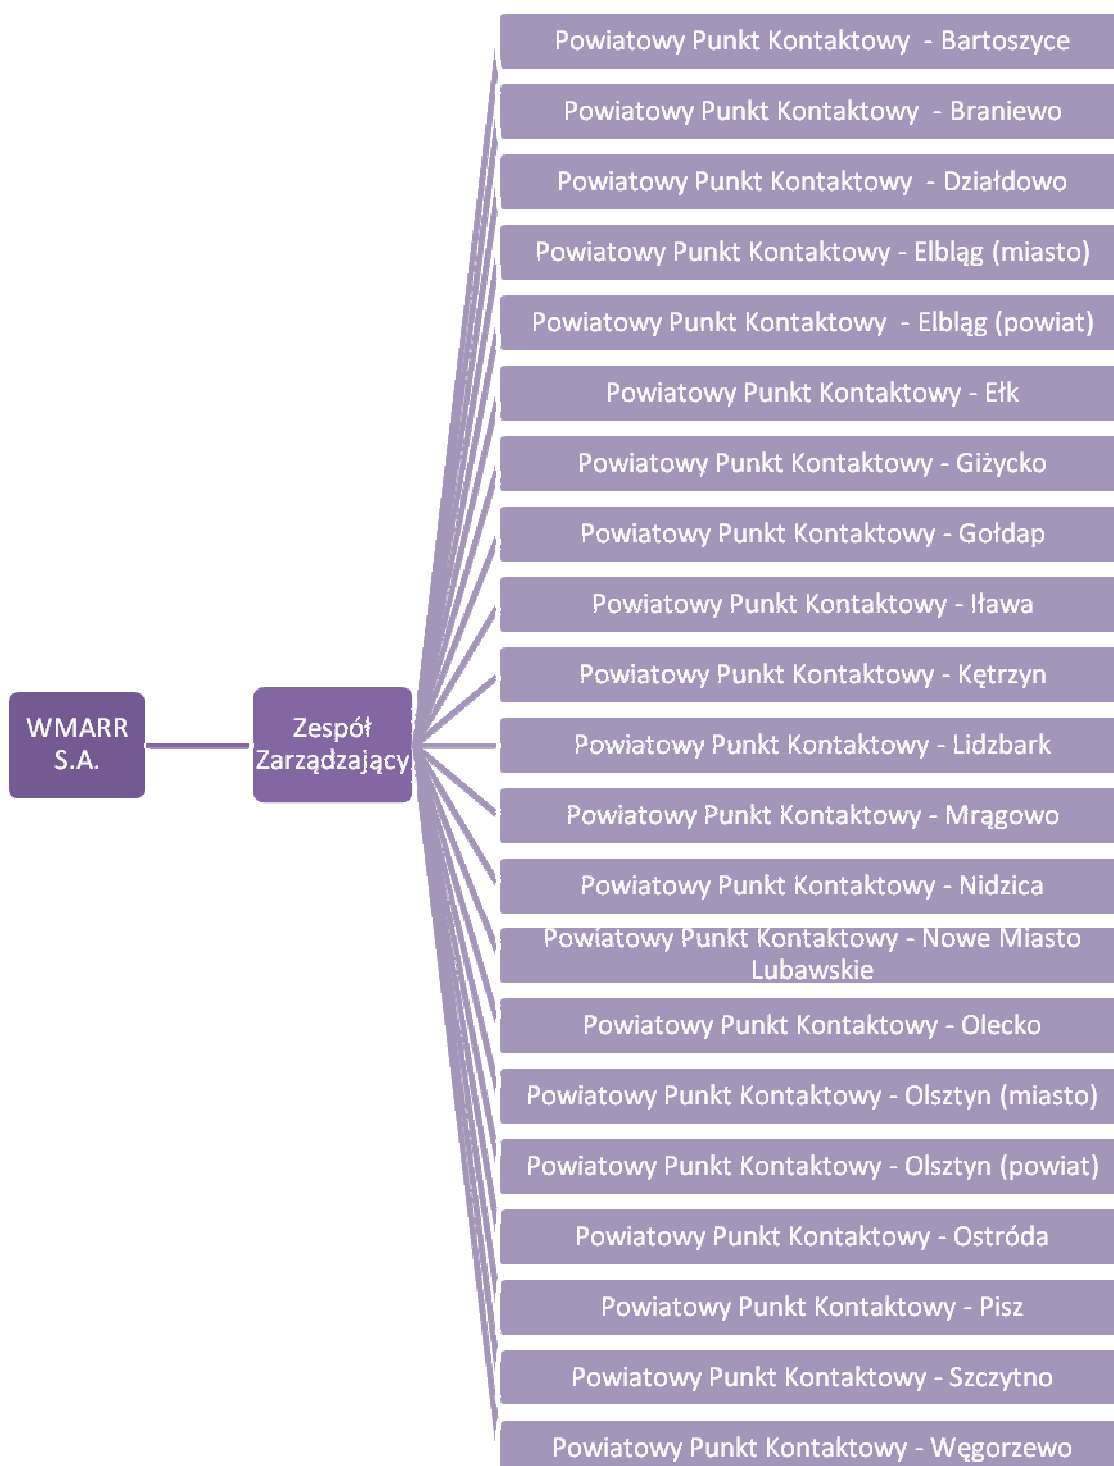 WMARR
S.A.
Zespół
Zarządzający
Powiatowy Punkt Kontaktowy - Bartoszyce
Powiatowy Punkt Kontaktowy - Braniewo
Powiatowy Punkt Kontaktowy - Działdowo
Powiatowy Punkt Kontaktowy - Elbląg (miasto)
Powiatowy Punkt Kontaktowy - Elbląg (powiat)
Powiatowy Punkt Kontaktowy - Ełk
Powiatowy Punkt Kontaktowy - Giżycko
Powiatowy Punkt Kontaktowy - Gołdap
Powiatowy Punkt Kontaktowy - Iława
Powiatowy Punkt Kontaktowy - Kętrzyn
Powiatowy Punkt Kontaktowy - Lidzbark
Powiatowy Punkt Kontaktowy - Mrągowo
Powiatowy Punkt Kontaktowy - Nidzica
Powiatowy Punkt Kontaktowy - Nowe Miasto
Lubawskie
Powiatowy Punkt Kontaktowy - Olecko
Powiatowy Punkt Kontaktowy - Olsztyn (miasto)
Powiatowy Punkt Kontaktowy - Olsztyn (powiat)
Powiatowy Punkt Kontaktowy - Ostróda
Powiatowy Punkt Kontaktowy - Pisz
Powiatowy Punkt Kontaktowy - Szczytno
Powiatowy Punkt Kontaktowy - Węgorzewo